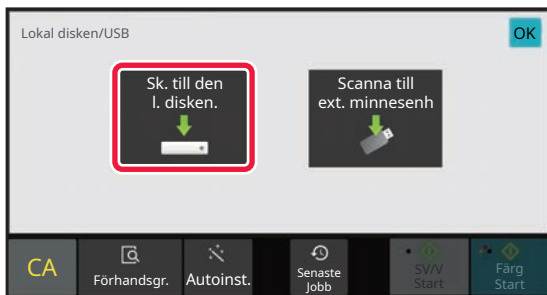 Lokal disken/USB
OK
Sk. till den
l. disken.
Scanna till
ext. minnesenh
CA
Förhandsgr.
Autoinst.
Senaste
Jobb
SV/V
Start
Färg
Start